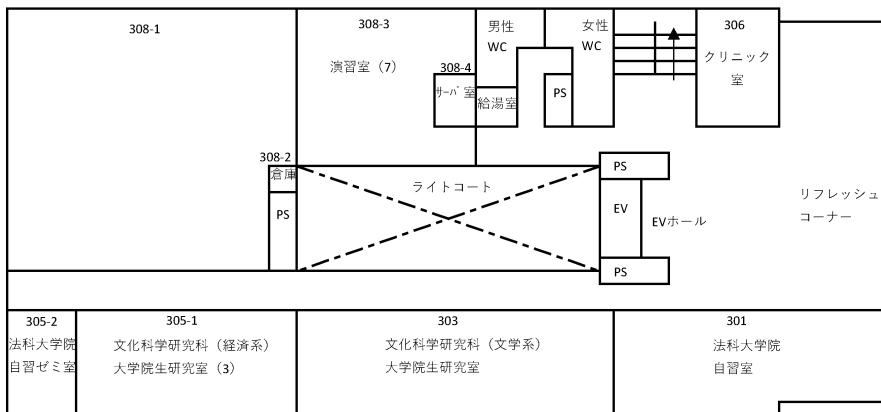 308-1
308-3
演習室（7）
308-4
サーバ室
男性
WC
給湯室
女性
WC
PS
306
クリニック
室
308-2
倉庫
PS
ライトコート
PS
EV
EVホール
PS
リフレッシュ
コーナー
305-2
法科大学院
自習ゼミ室
305-1
文化科学研究科（経済系）
大学院生研究室（3）
303
文化科学研究科（文学系）
大学院生研究室
301
法科大学院
自習室